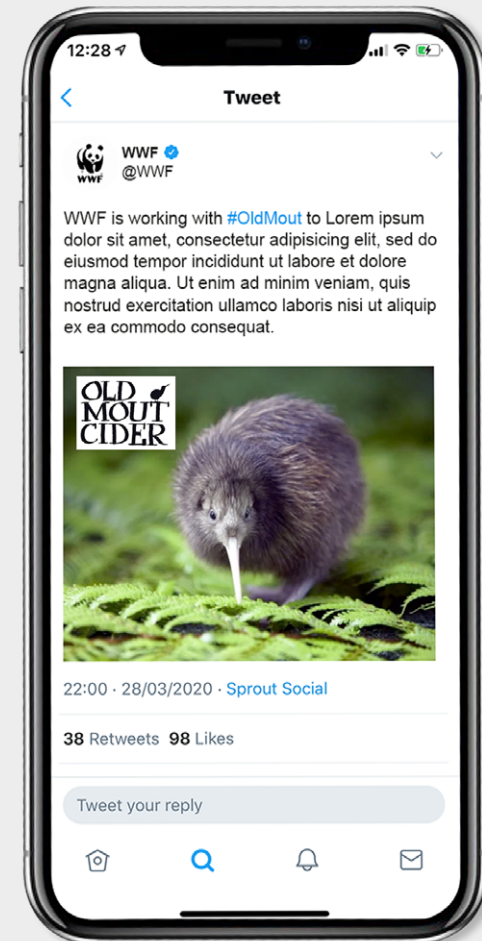 12:28
Tweet
WWF
@WWF
WWF
WWF is working with #OldMout to Lorem ipsum
dolor sit amet, consectetur adipisicing elit, sed do
eiusmod tempor incididunt ut labore et dolore
magna aliqua. Ut enim ad minim veniam, quis
nostrud exercitation ullamco laboris nisi ut aliquip
ex ea commodo consequat.
OLD
MOUT
CIDER
22:00 · 28/03/2020 · Sprout Social
38 Retweets 98 Likes
Tweet your reply